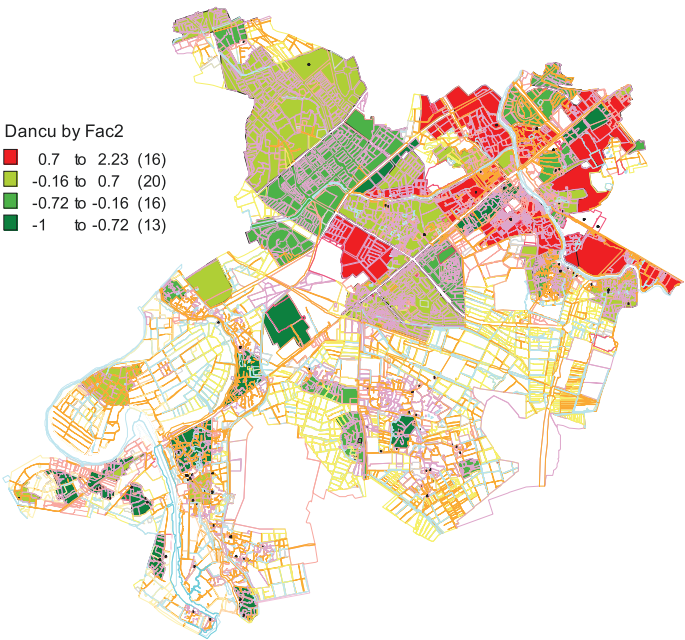 Dancu by Fac2
0.7 to 2.23 (16)
-0.16 to 0.7 (20)
-0.72 to -0.16 (16)
-1 to -0.72 (13)